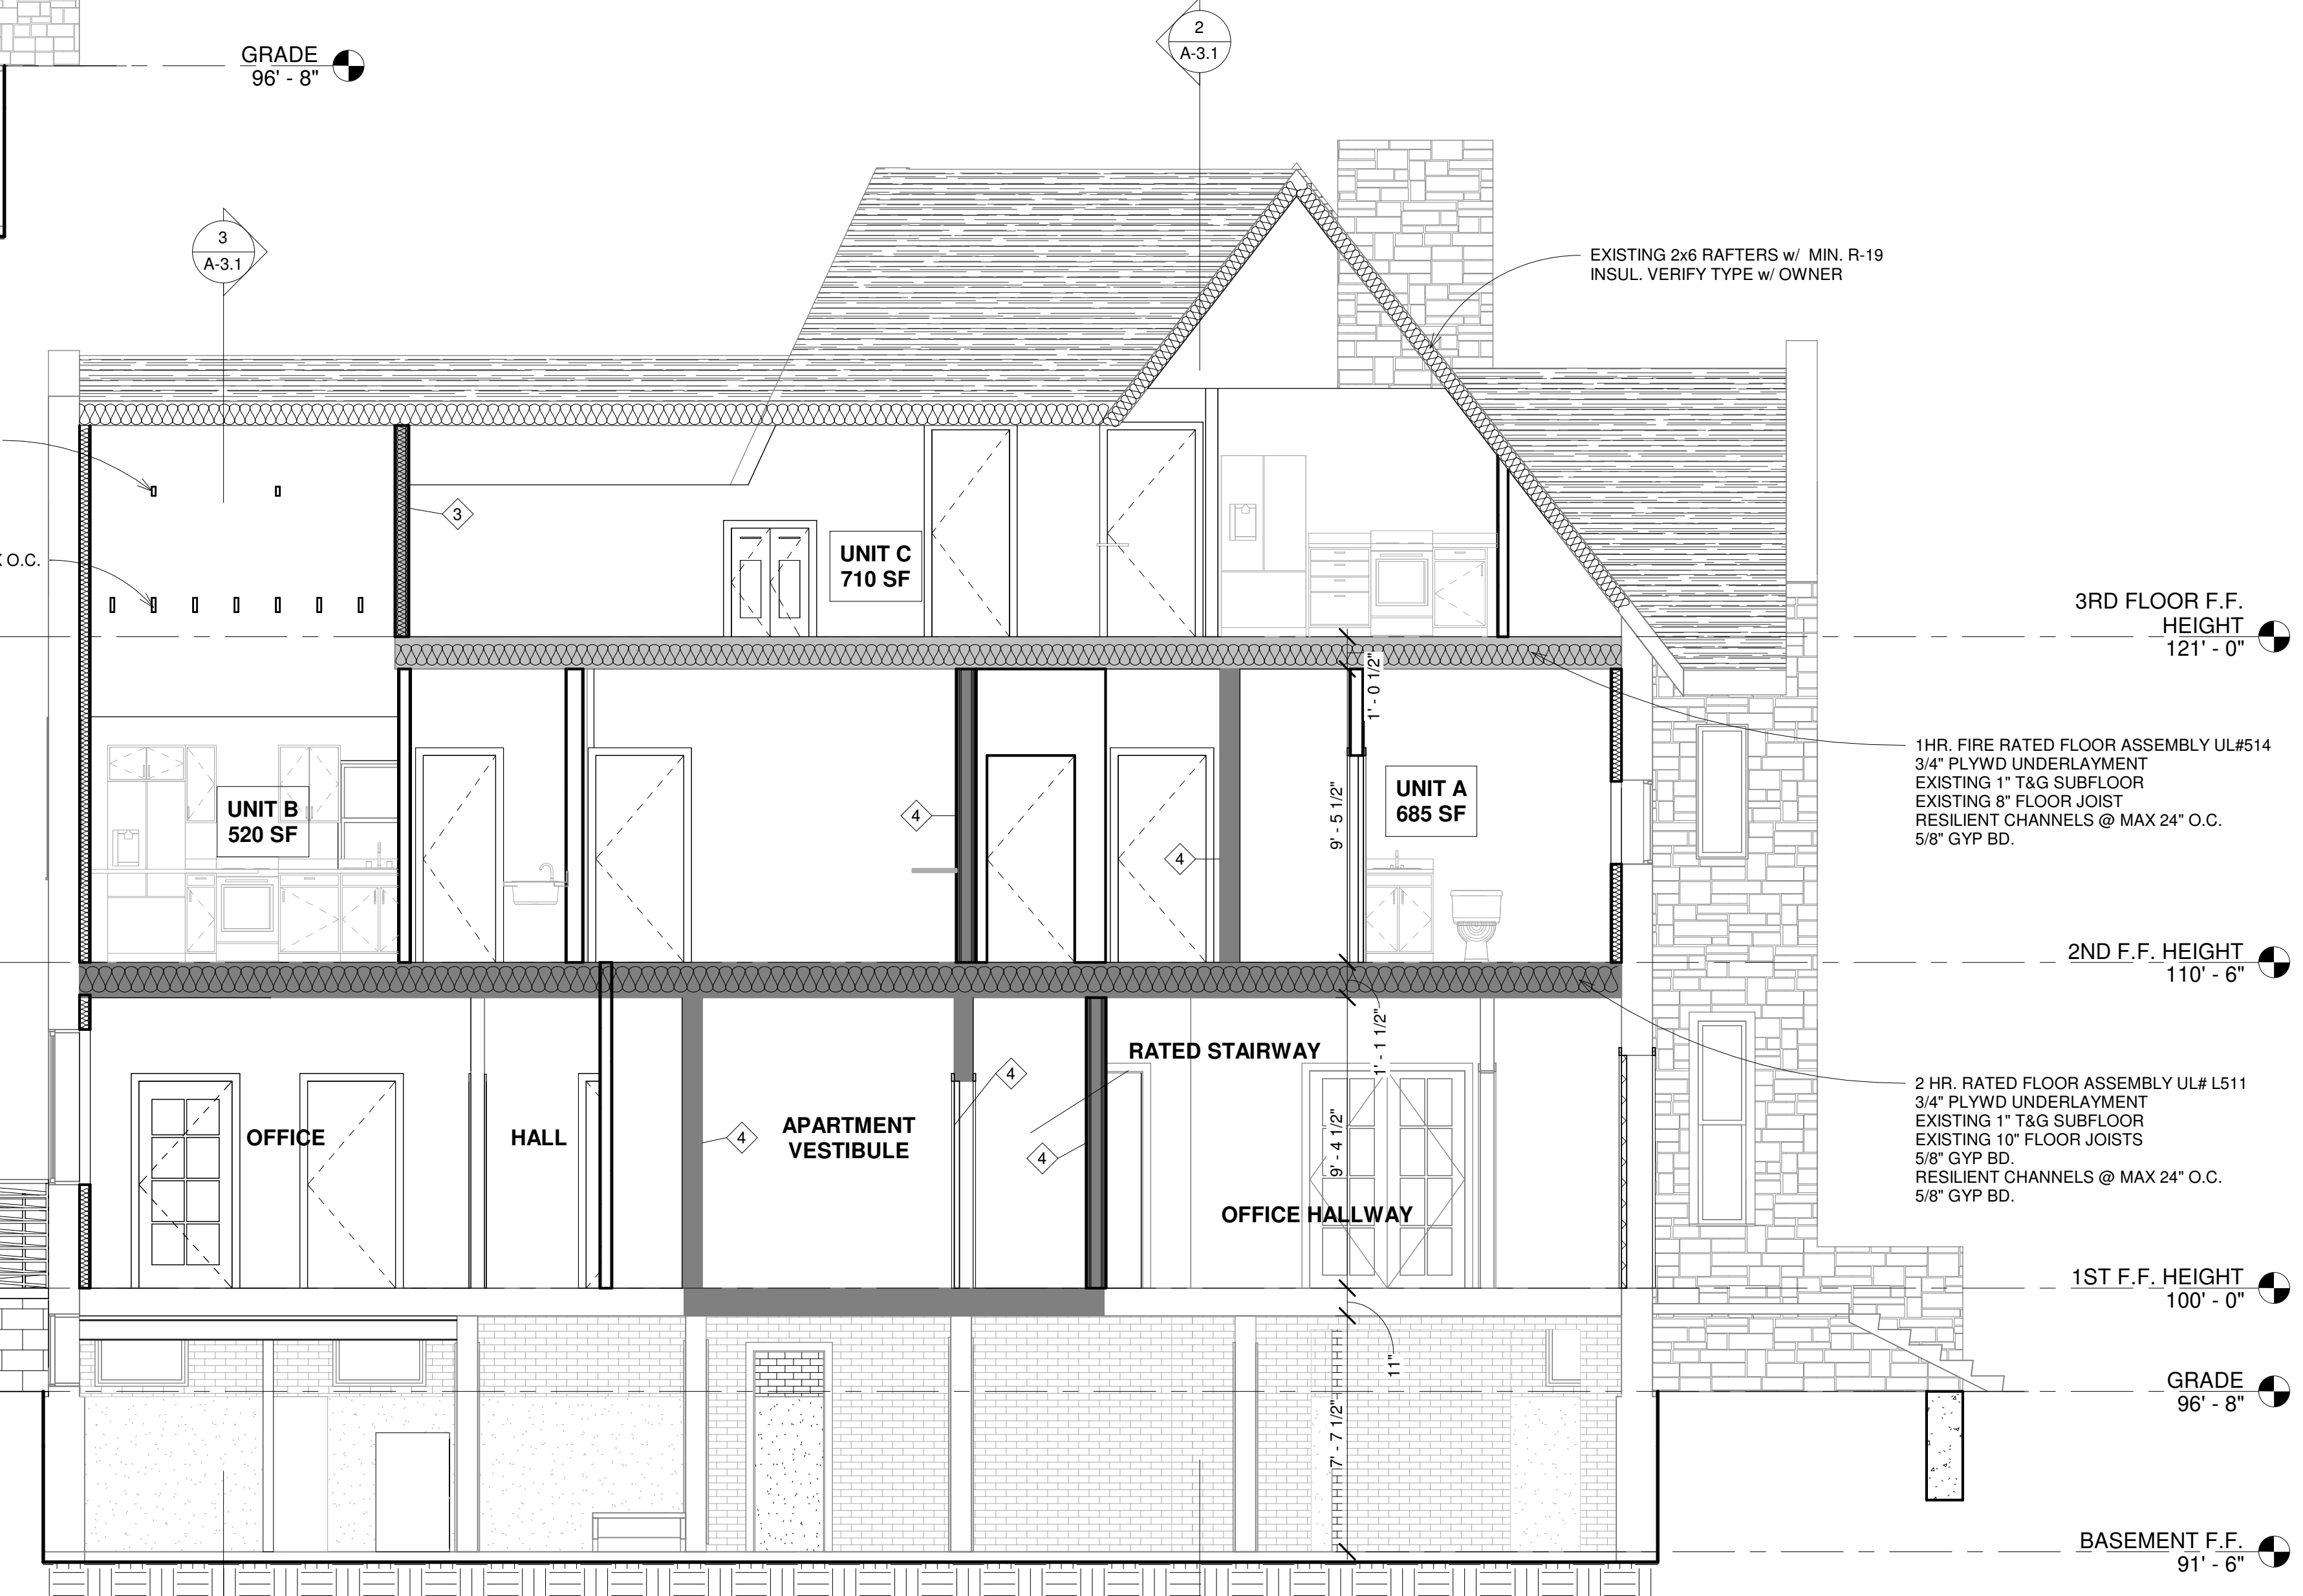 GRADE
96' - 8"
2
A-3.1
3
A-3.1
EXISTING 2x6 RAFTERS w/ MIN. R-19
INSUL. VERIFY TYPE w/ OWNER
3
UNIT C
710 SF
O.C.
3RD FLOOR F.F.
HEIGHT
121' - 0"
1' - 0 1/2"
1HR. FIRE RATED FLOOR ASSEMBLY UL#514
3/4" PLYWD UNDERLAYMENT
EXISTING 1" T&G SUBFLOOR
EXISTING 8" FLOOR JOIST
RESILIENT CHANNELS @ MAX 24" O.C.
5/8" GYP BD.
UNIT B
520 SF
4
4
9' - 5 1/2"
UNIT A
685 SF
2ND F.F. HEIGHT
110' - 6"
1' - 1 1/2"
RATED STAIRWAY
4
2 HR. RATED FLOOR ASSEMBLY UL# L511
3/4" PLYWD UNDERLAYMENT
EXISTING 1" T&G SUBFLOOR
EXISTING 10" FLOOR JOISTS
5/8" GYP BD.
RESILIENT CHANNELS @ MAX 24" O.C.
5/8" GYP BD.
OFFICE
HALL
4
APARTMENT
VESTIBULE
4
9' - 4 1/2"
OFFICE HALLWAY
1ST F.F. HEIGHT
100' - 0"
11"
GRADE
96' - 8"
7' - 7 1/2"
BASEMENT F.F.
91' - 6"